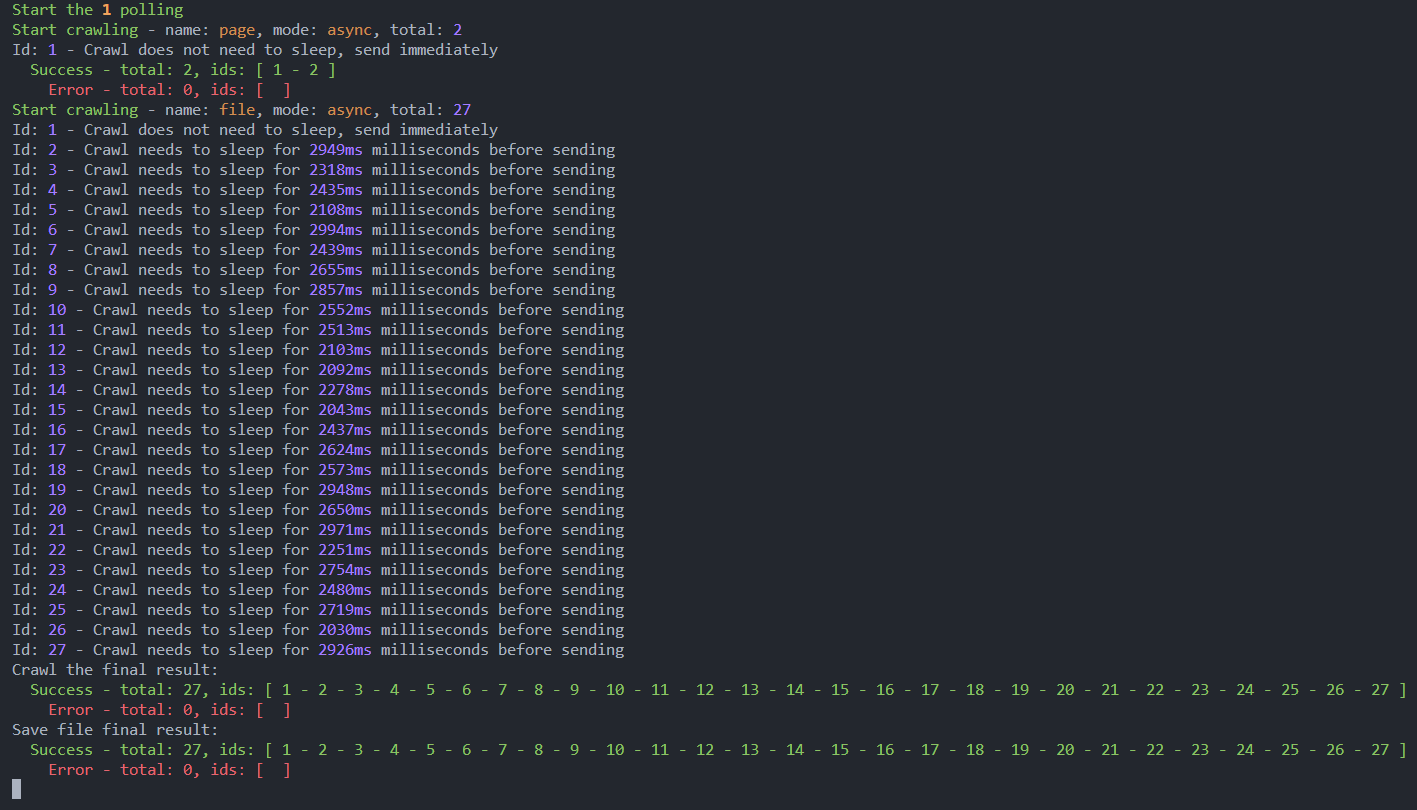 Start the 1 polling
Start crawling - name: page, mode: async, total: 2
Id: 1 - Crawl does not need to sleep, send immediately
  Success - total: 2, ids: [ 1 - 2 ]
    Error - total: 0, ids: [  ]
Start crawling - name: file, mode: async, total: 27
Id: 1 - Crawl does not need to sleep, send immediately
Id: 2 - Crawl needs to sleep for 2949ms milliseconds before sending
Id: 3 - Crawl needs to sleep for 2318ms milliseconds before sending
Id: 4 - Crawl needs to sleep for 2435ms milliseconds before sending
Id: 5 - Crawl needs to sleep for 2108ms milliseconds before sending
Id: 6 - Crawl needs to sleep for 2994ms milliseconds before sending
Id: 7 - Crawl needs to sleep for 2439ms milliseconds before sending
Id: 8 - Crawl needs to sleep for 2655ms milliseconds before sending
Id: 9 - Crawl needs to sleep for 2857ms milliseconds before sending
Id: 10 - Crawl needs to sleep for 2552ms milliseconds before sending
Id: 11 - Crawl needs to sleep for 2513ms milliseconds before sending
Id: 12 - Crawl needs to sleep for 2103ms milliseconds before sending
Id: 13 - Crawl needs to sleep for 2092ms milliseconds before sending
Id: 14 - Crawl needs to sleep for 2278ms milliseconds before sending
Id: 15 - Crawl needs to sleep for 2043ms milliseconds before sending
Id: 16 - Crawl needs to sleep for 2437ms milliseconds before sending
Id: 17 - Crawl needs to sleep for 2624ms milliseconds before sending
Id: 18 - Crawl needs to sleep for 2573ms milliseconds before sending
Id: 19 - Crawl needs to sleep for 2948ms milliseconds before sending
Id: 20 - Crawl needs to sleep for 2650ms milliseconds before sending
Id: 21 - Crawl needs to sleep for 2971ms milliseconds before sending
Id: 22 - Crawl needs to sleep for 2251ms milliseconds before sending
Id: 23 - Crawl needs to sleep for 2754ms milliseconds before sending
Id: 24 - Crawl needs to sleep for 2480ms milliseconds before sending
Id: 25 - Crawl needs to sleep for 2719ms milliseconds before sending
Id: 26 - Crawl needs to sleep for 2030ms milliseconds before sending
Id: 27 - Crawl needs to sleep for 2926ms milliseconds before sending
Crawl the final result:
  Success - total: 27, ids: [ 1 - 2 - 3 - 4 - 5 - 6 - 7 - 8 - 9 - 10 - 11 - 12 - 13 - 14 - 15 - 16 - 17 - 18 - 19 - 20 - 21 - 22 - 23 - 24 - 25 - 26 - 27 ]
    Error - total: 0, ids: [  ]
Save file final result:
  Success - total: 27, ids: [ 1 - 2 - 3 - 4 - 5 - 6 - 7 - 8 - 9 - 10 - 11 - 12 - 13 - 14 - 15 - 16 - 17 - 18 - 19 - 20 - 21 - 22 - 23 - 24 - 25 - 26 - 27 ]
    Error - total: 0, ids: [  ]